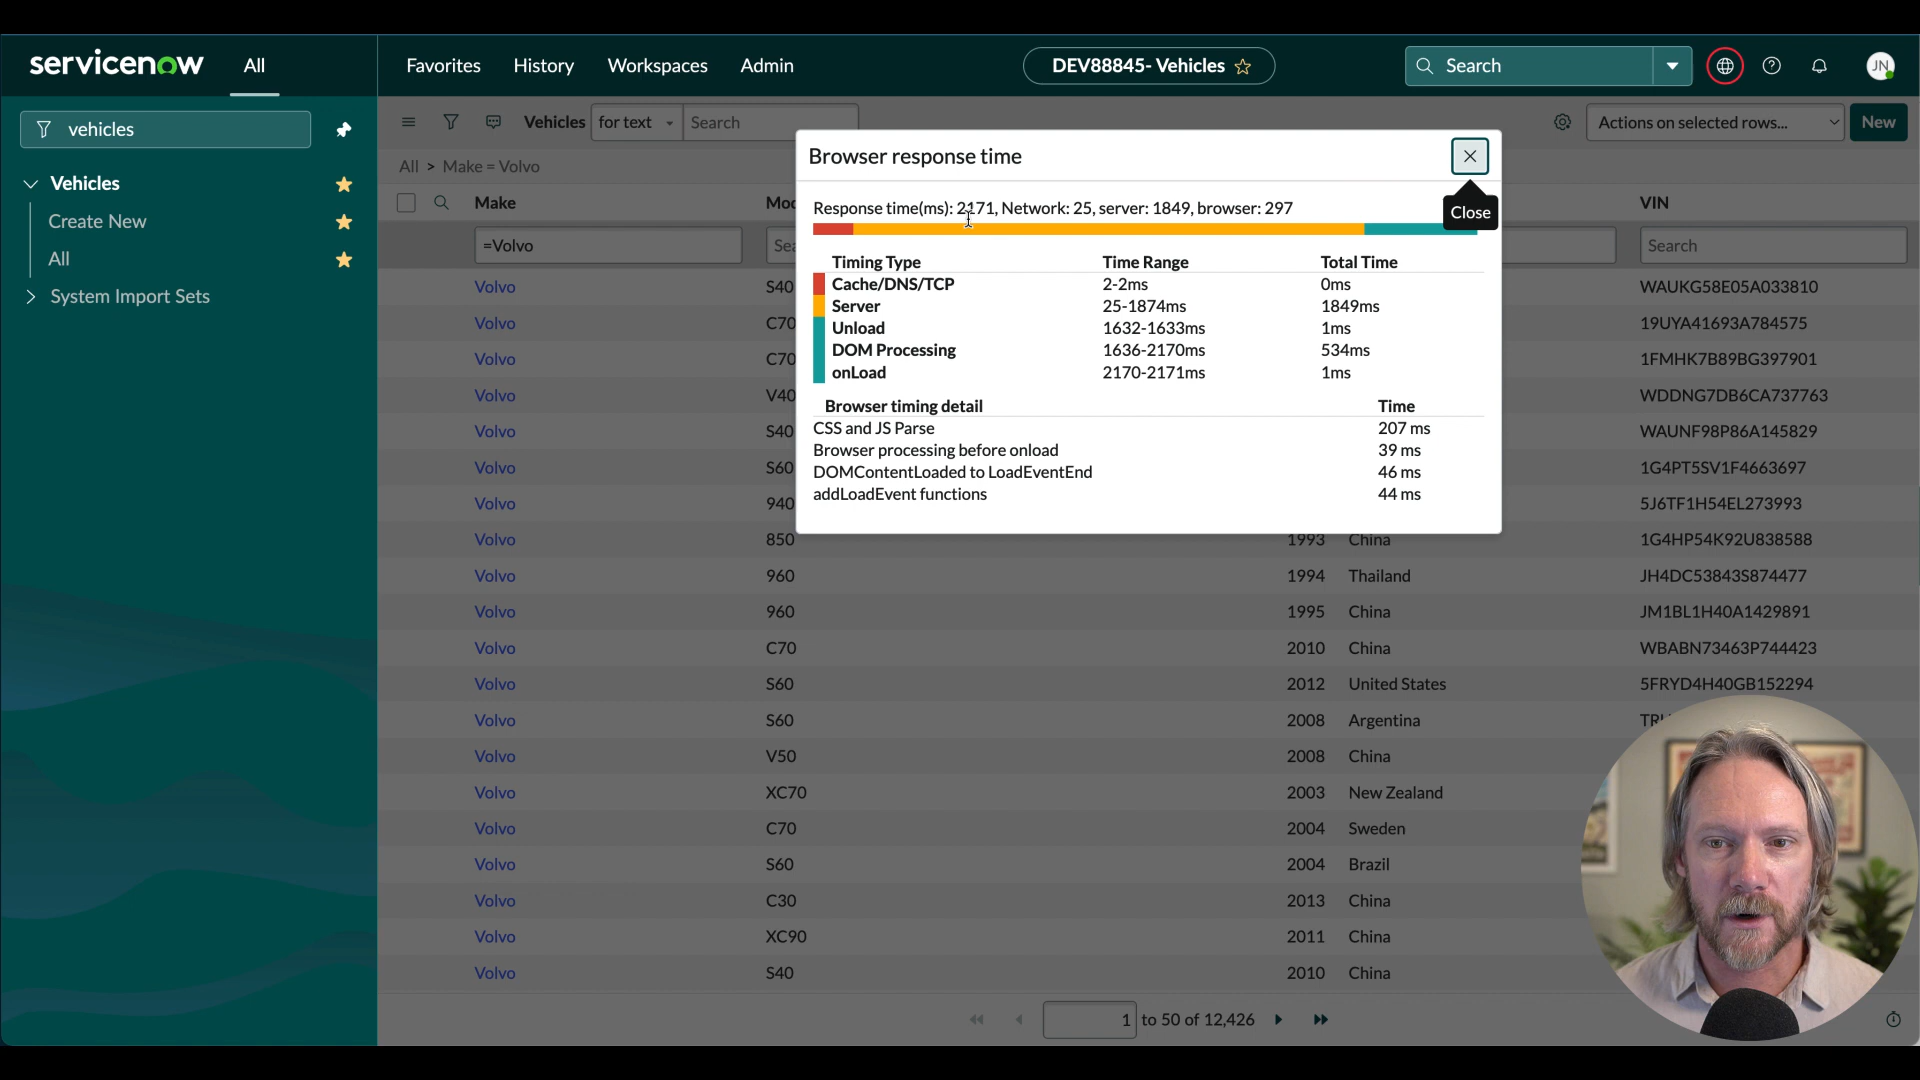 servicenow All Favorites History Workspaces Admin DEV88845- Vehicles Search JN
vehicles
Vehicles
Create New
All
System Import Sets
Vehicles for text Search Actions on selected rows... New
All > Make = Volvo
Make Mod VIN
=Volvo Sea Search
Browser response time
Close
Response time(ms): 2171, Network: 25, server: 1849, browser: 297
Timing Type Time Range Total Time
Cache/DNS/TCP 2-2ms 0ms
Server 25-1874ms 1849ms
Unload 1632-1633ms 1ms
DOM Processing 1636-2170ms 534ms
onLoad 2170-2171ms 1ms
Browser timing detail Time
CSS and JS Parse 207 ms
Browser processing before onload 39 ms
DOMContentLoaded to LoadEventEnd 46 ms
addLoadEvent functions 44 ms
Volvo S40 WAUKG58E05A033810
Volvo C70 19UYA41693A784575
Volvo C70 1FMHK7B89BG397901
Volvo V40 WDDNG7DB6CA737763
Volvo S40 WAUNF98P86A145829
Volvo S60 1G4PT5SV1F4663697
Volvo 940 5J6TF1H54EL273993
Volvo 850 1993 China 1G4HP54K92U838588
Volvo 960 1994 Thailand JH4DC53843S874477
Volvo 960 1995 China JM1BL1H40A1429891
Volvo C70 2010 China WBABN73463P744423
Volvo S60 2012 United States 5FRYD4H40GB152294
Volvo S60 2008 Argentina
Volvo V50 2008 China
Volvo XC70 2003 New Zealand
Volvo C70 2004 Sweden
Volvo S60 2004 Brazil
Volvo C30 2013 China
Volvo XC90 2011 China
Volvo S40 2010 China
1 to 50 of 12,426